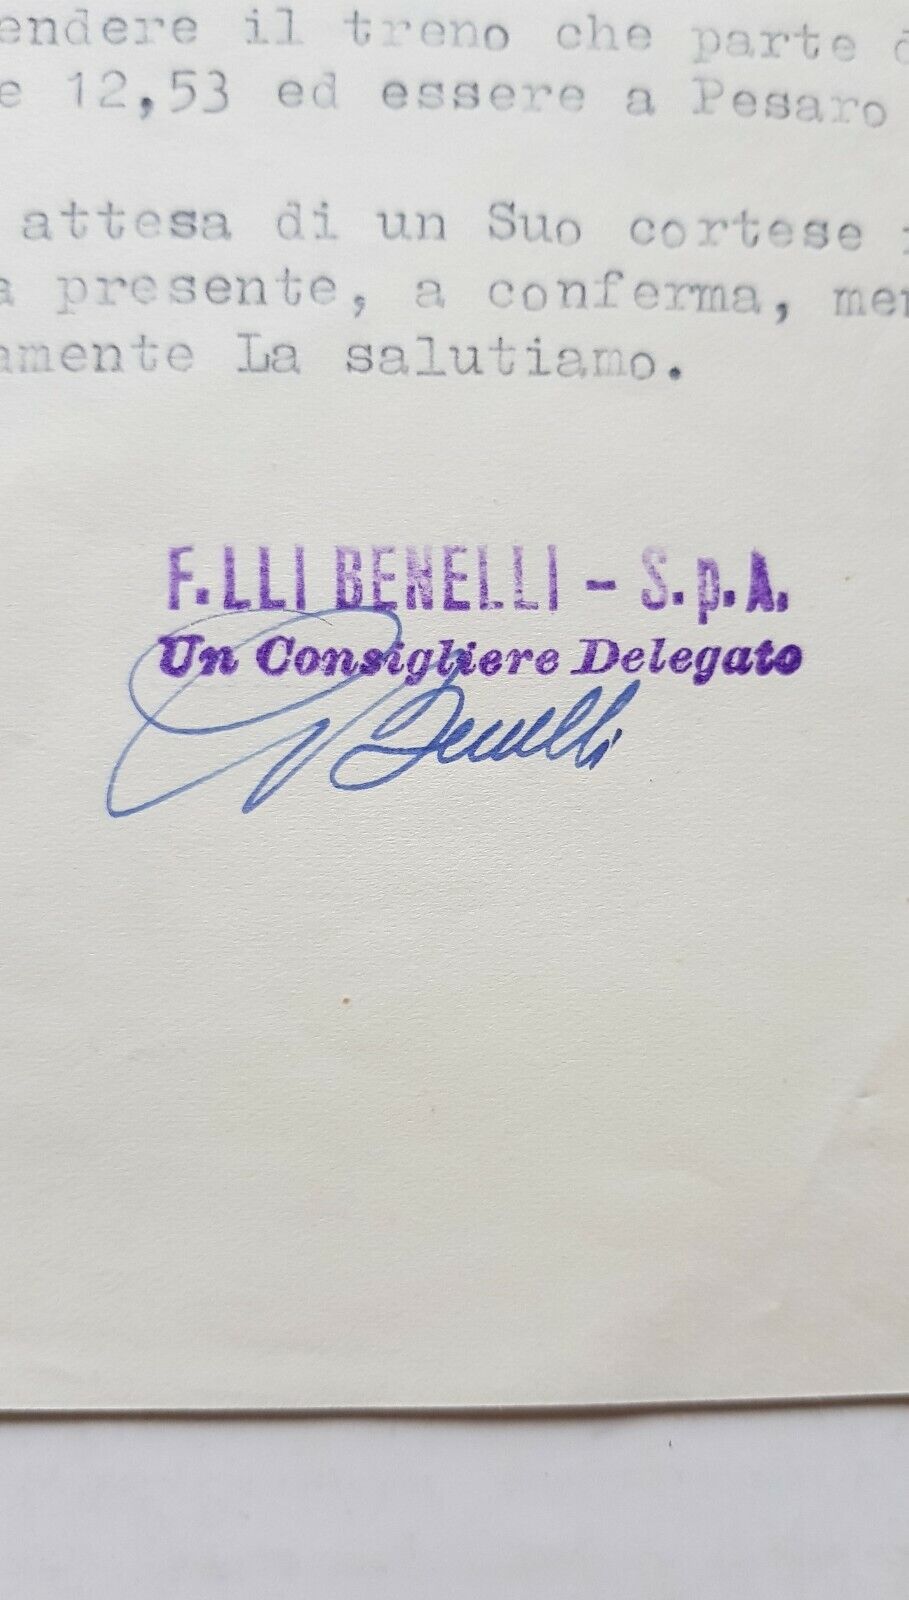 endere il treno che parte d
e 12,53 ed essere a Pesaro
attesa di un Suo cortese
a presente, a conferma, men
amente La salutiamo.
F.LLI BENELLI - S.p.A.
Un Consigliere Delegato
Benelli